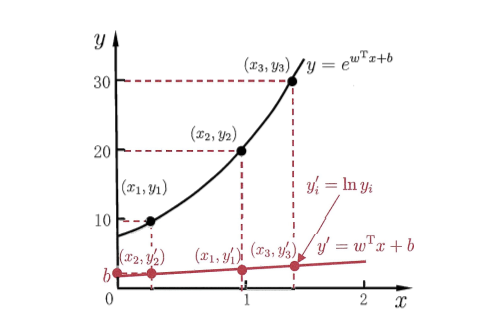 y
(x₃, y₃)
y = e^{wᵀx+b}
30
(x₂, y₂)
20
(x₁, y₁)
y′ᵢ = ln yᵢ
10
(x₂, y′₂)
(x₁, y′₁)
(x₃, y′₃)
y′ = wᵀx + b
b
0
1
2
x